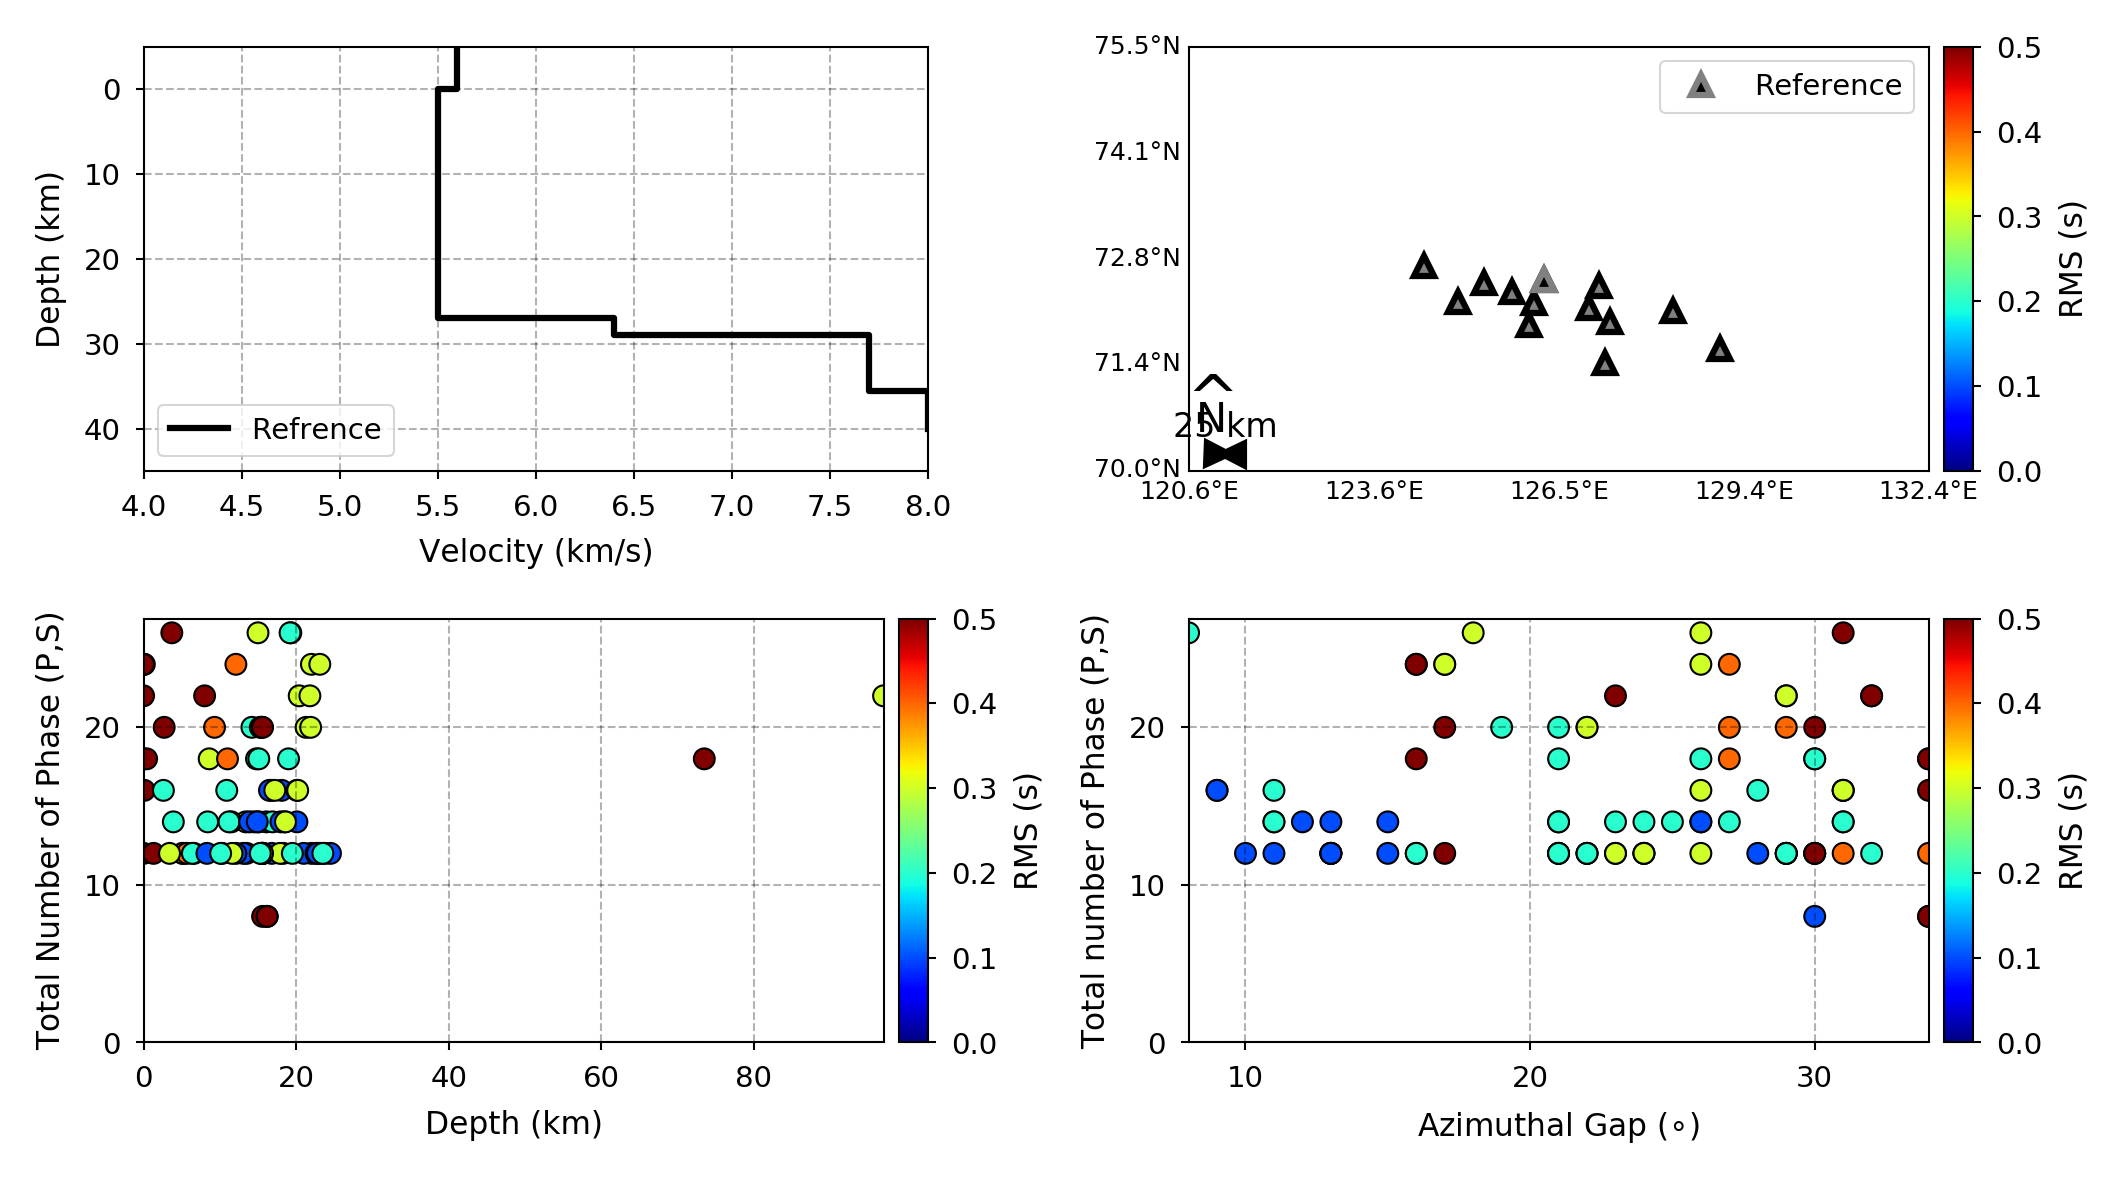 0
10
20
30
40
Depth (km)
4.0 4.5 5.0 5.5 6.0 6.5 7.0 7.5 8.0
Velocity (km/s)
Refrence
75.5°N
74.1°N
72.8°N
71.4°N
70.0°N
120.6°E 123.6°E 126.5°E 129.4°E 132.4°E
Reference
N
25 km
0.5
0.4
0.3
0.2
0.1
0.0
RMS (s)
Total Number of Phase (P,S)
20
10
0
0 20 40 60 80
Depth (km)
0.5
0.4
0.3
0.2
0.1
0.0
RMS (s)
Total number of Phase (P,S)
20
10
0
10 20 30
Azimuthal Gap (∘)
0.5
0.4
0.3
0.2
0.1
0.0
RMS (s)